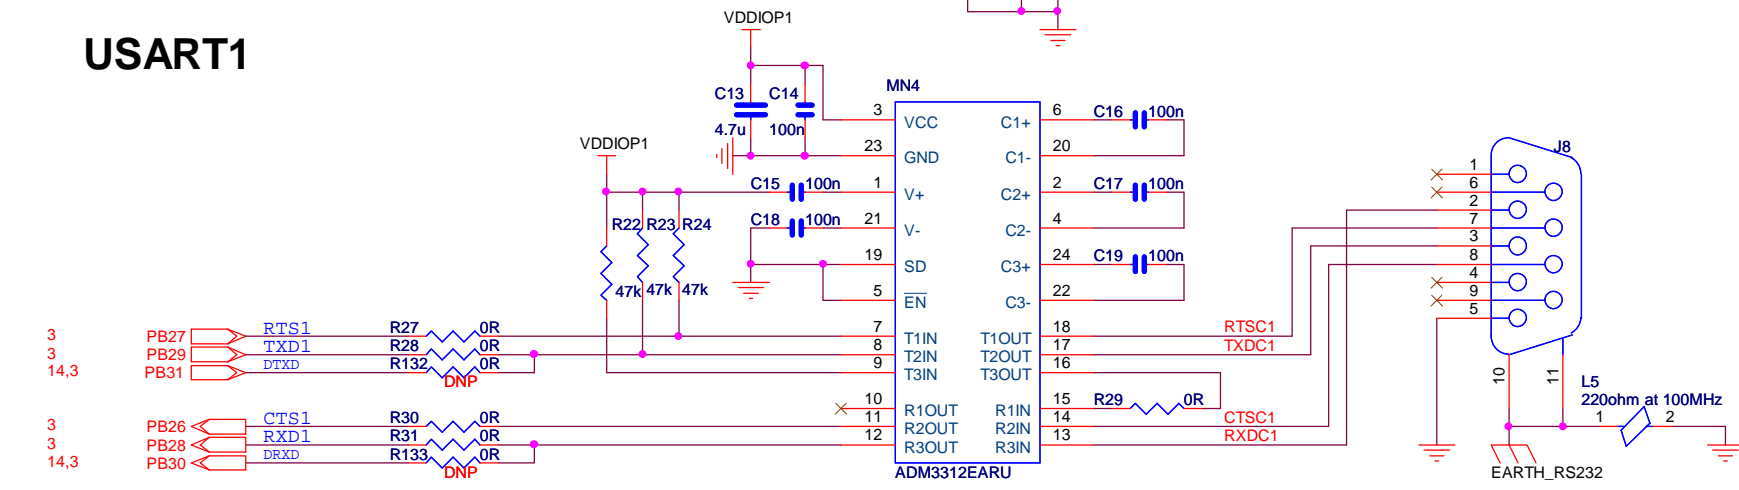 USART1
VDDIOP1
C13 C14
4.7u 100n
VDDIOP1
C15 100n
C18 100n
R22 R23 R24
47k 47k 47k
MN4
3 VCC C1+ 6 C16 100n
23 GND C1- 20
1 V+ C2+ 2 C17 100n
21 V- C2- 4
19 SD C3+ 24 C19 100n
5 EN C3- 22
3 PB27 RTS1 R27 0R 7 T1IN T1OUT 18 RTSC1
3 PB29 TXD1 R28 0R 8 T2IN T2OUT 17 TXDC1
14,3 PB31 DTXD R132 0R 9 T3IN T3OUT 16
DNP
10 R1OUT R1IN 15 R29 0R
3 PB26 CTS1 R30 0R 11 R2OUT R2IN 14 CTSC1
3 PB28 RXD1 R31 0R 12 R3OUT R3IN 13 RXDC1
14,3 PB30 DRXD R133 0R
DNP
ADM3312EARU
J8
1
6
2
7
3
8
4
9
5
10 11
L5
220ohm at 100MHz
1 2
EARTH_RS232